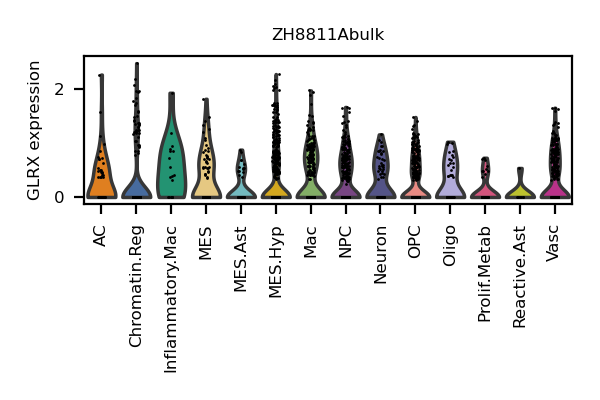 ZH8811Abulk
GLRX expression
2
0
AC
Chromatin.Reg
Inflammatory.Mac
MES
MES.Ast
MES.Hyp
Mac
NPC
Neuron
OPC
Oligo
Prolif.Metab
Reactive.Ast
Vasc